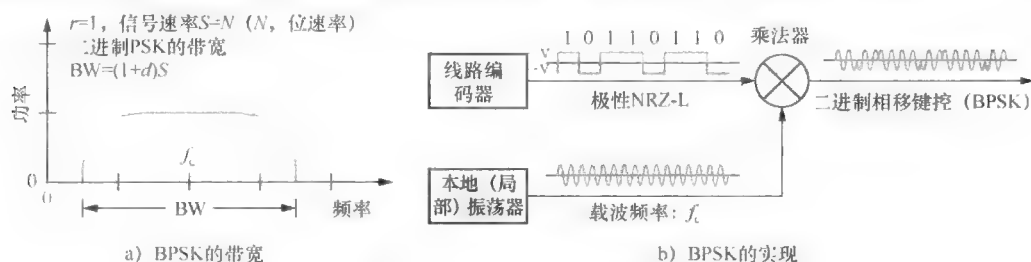 r=1，信号速率S=N（N，位速率）
二进制PSK的带宽
BW=(1+d)S
功率
f_c
0
0
BW
频率
a）BPSK的带宽
线路编码器
V
-V
1 0 1 1 0 1 1 0
极性NRZ-L
乘法器
二进制相移键控（BPSK）
本地（局部）振荡器
载波频率：f_c
b）BPSK的实现